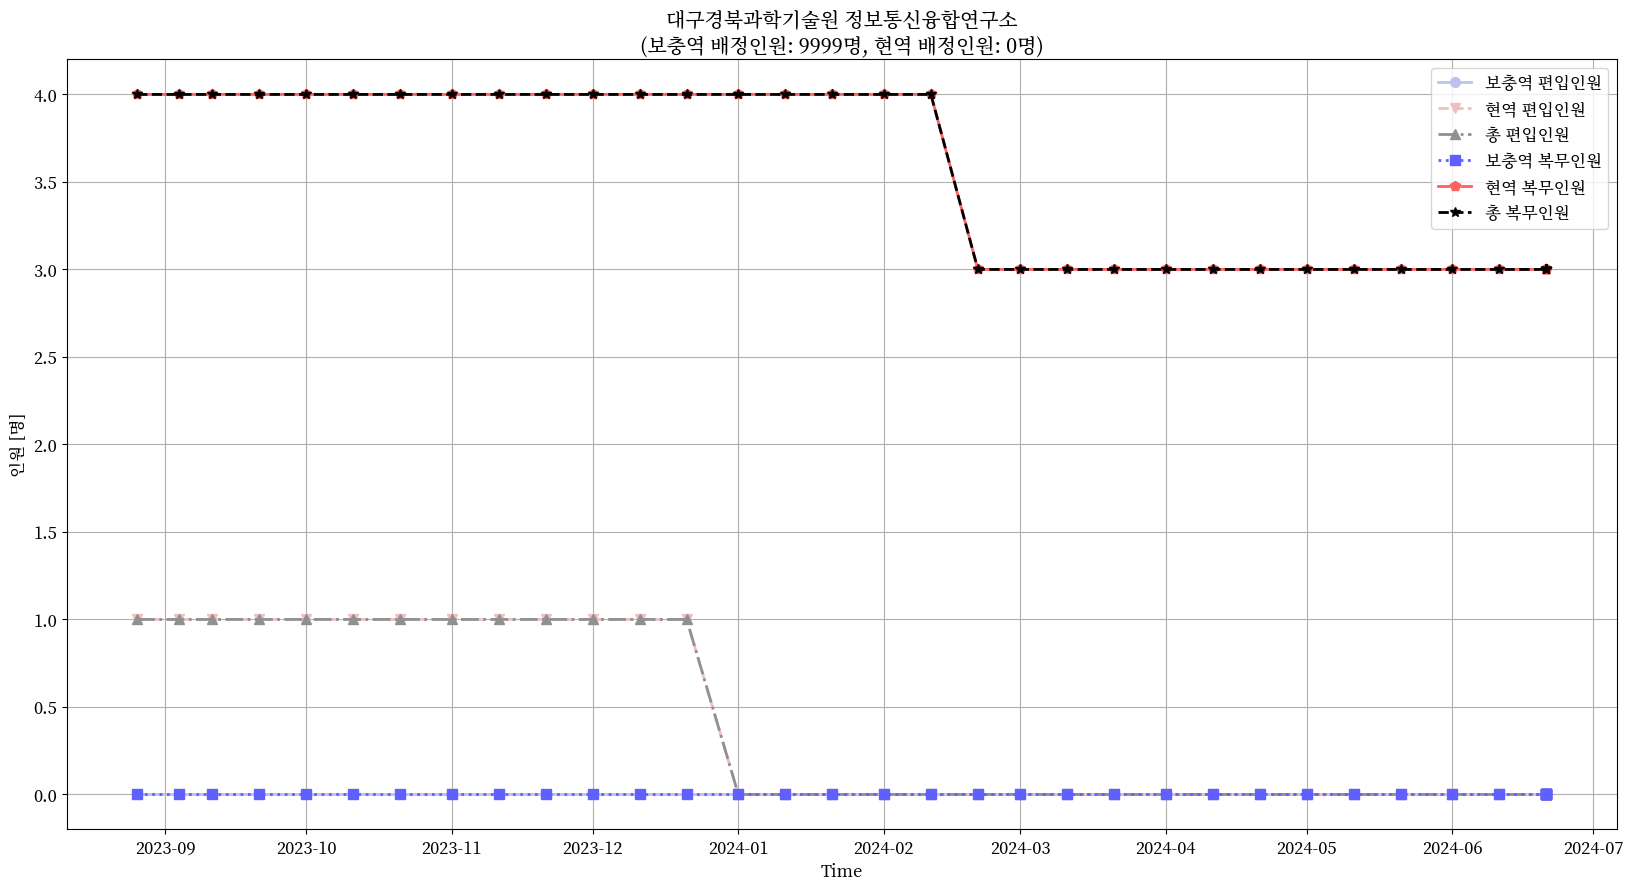 대구경북과학기술원 정보통신융합연구소
(보충역 배정인원: 9999명, 현역 배정인원: 0명)
보충역 편입인원
현역 편입인원
총 편입인원
보충역 복무인원
현역 복무인원
총 복무인원
인원 [명]
4.0
3.5
3.0
2.5
2.0
1.5
1.0
0.5
0.0
2023-09 2023-10 2023-11 2023-12 2024-01 2024-02 2024-03 2024-04 2024-05 2024-06 2024-07
Time